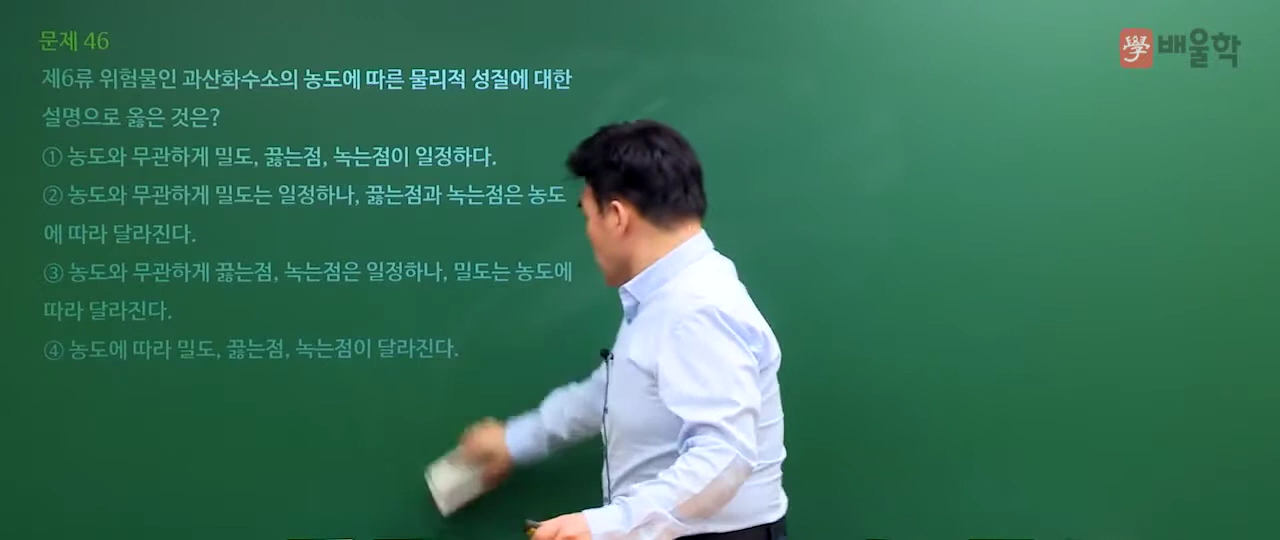 문제 46
學 배울학
제6류 위험물인 과산화수소의 농도에 따른 물리적 성질에 대한
설명으로 옳은 것은?
① 농도와 무관하게 밀도, 끓는점, 녹는점이 일정하다.
② 농도와 무관하게 밀도는 일정하나, 끓는점과 녹는점은 농도
에 따라 달라진다.
③ 농도와 무관하게 끓는점, 녹는점은 일정하나, 밀도는 농도에
따라 달라진다.
④ 농도에 따라 밀도, 끓는점, 녹는점이 달라진다.